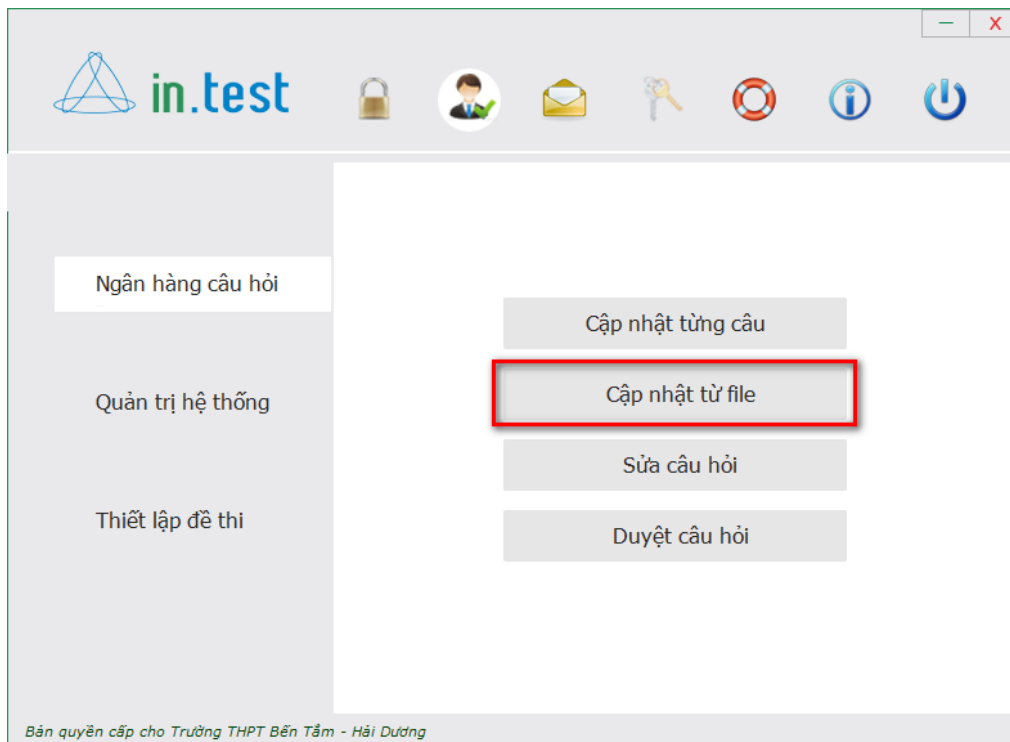 in.test
Ngân hàng câu hỏi
Quản trị hệ thống
Thiết lập đề thi
Cập nhật từng câu
Cập nhật từ file
Sửa câu hỏi
Duyệt câu hỏi
Bản quyền cấp cho Trường THPT Bến Tắm - Hải Dương